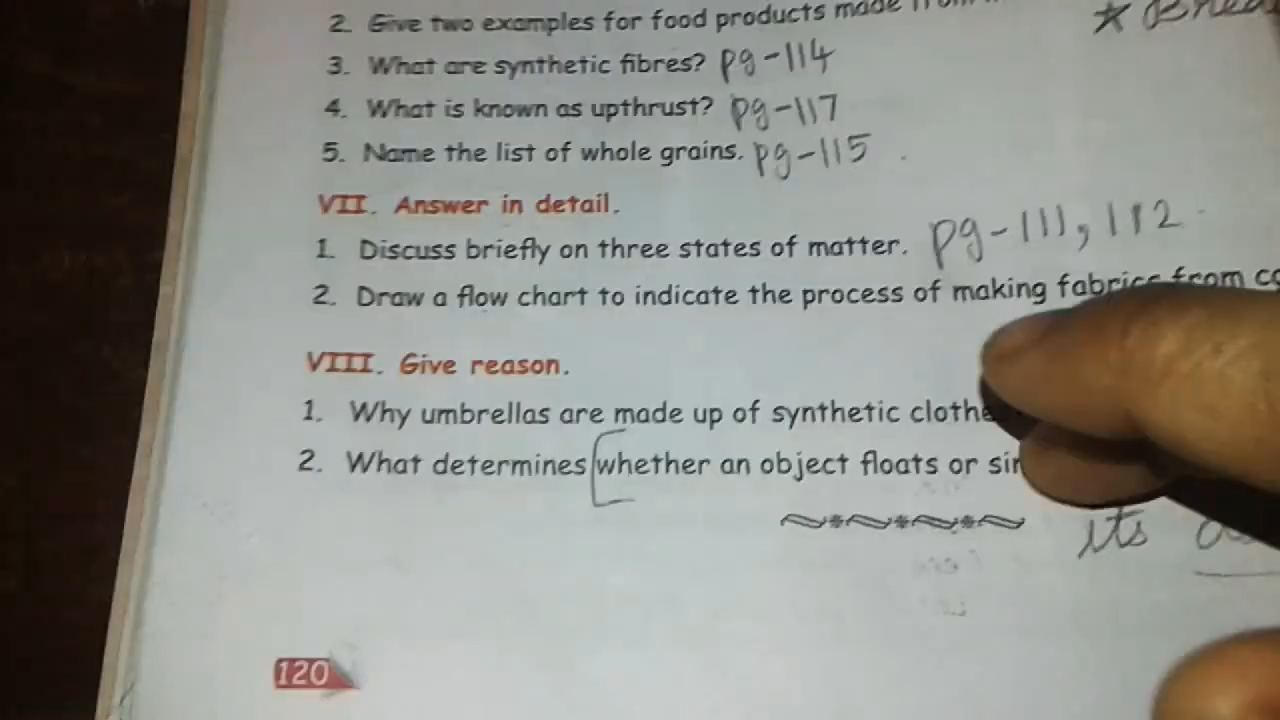 2. Give two examples for food products made
3. What are synthetic fibres? pg-114
4. What is known as upthrust? pg-117
5. Name the list of whole grains. pg-115
VII. Answer in detail.
1. Discuss briefly on three states of matter. pg-111, 112
2. Draw a flow chart to indicate the process of making fabrics from
VIII. Give reason.
1. Why umbrellas are made up of synthetic
2. What determines whether an object floats or
its
120